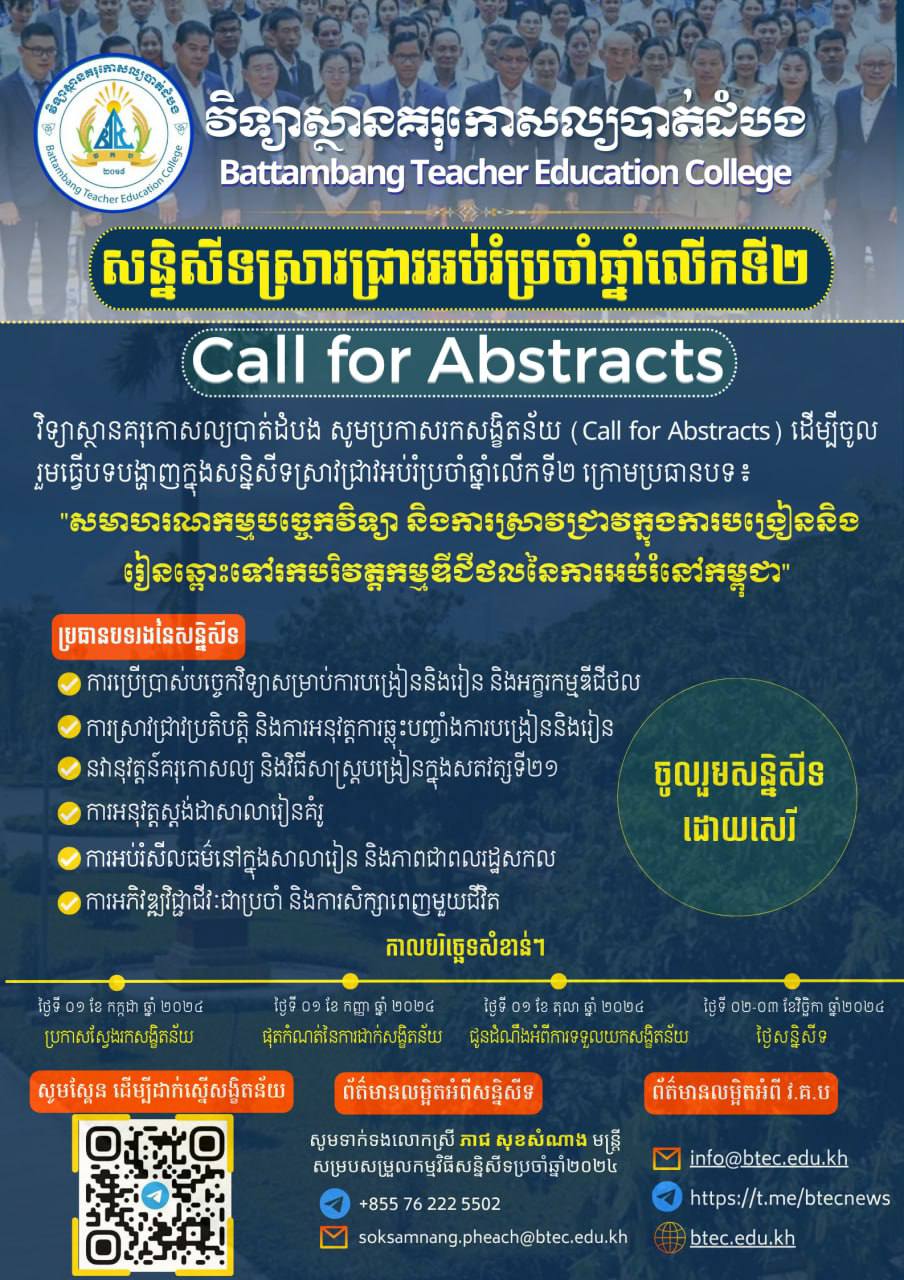 វិទ្យាស្ថានគរុកោសល្យបាត់ដំបង
២០១៨
Battambang Teacher Education College
វិទ្យាស្ថានគរុកោសល្យបាត់ដំបង
Battambang Teacher Education College
សន្និសីទស្រាវជ្រាវអប់រំប្រចាំឆ្នាំលើកទី២
Call for Abstracts
វិទ្យាស្ថានគរុកោសល្យបាត់ដំបង សូមប្រកាសរកសង្ខិតន័យ (Call for Abstracts) ដើម្បីចូល
រួមធ្វើបទបង្ហាញក្នុងសន្និសីទស្រាវជ្រាវអប់រំប្រចាំឆ្នាំលើកទី២ ក្រោមប្រធានបទ៖
"សមាហរណកម្មបច្ចេកវិទ្យា និងការស្រាវជ្រាវក្នុងការបង្រៀននិង
រៀនឆ្ពោះទៅរកបរិវត្តកម្មឌីជីថលនៃការអប់រំនៅកម្ពុជា"
ប្រធានបទរងនៃសន្និសីទ
ការប្រើប្រាស់បច្ចេកវិទ្យាសម្រាប់ការបង្រៀននិងរៀន និងអក្ខរកម្មឌីជីថល
ការស្រាវជ្រាវប្រតិបត្តិ និងការអនុវត្តការឆ្លុះបញ្ចាំងការបង្រៀននិងរៀន
នវានុវត្តន៍គរុកោសល្យ និងវិធីសាស្ត្របង្រៀនក្នុងសតវត្សទី២១
ការអនុវត្តស្តង់ដាសាលារៀនគំរូ
ការអប់រំសីលធម៌នៅក្នុងសាលារៀន និងភាពជាពលរដ្ឋសកល
ការអភិវឌ្ឍវិជ្ជាជីវៈជាប្រចាំ និងការសិក្សាពេញមួយជីវិត
ចូលរួមសន្និសីទ
ដោយសេរី
កាលបរិច្ឆេទសំខាន់ៗ
ថ្ងៃទី ០១ ខែ កក្កដា ឆ្នាំ ២០២៤
ប្រកាសស្វែងរកសង្ខិតន័យ
ថ្ងៃទី ០១ ខែ កញ្ញា ឆ្នាំ ២០២៤
ផុតកំណត់នៃការដាក់សង្ខិតន័យ
ថ្ងៃទី ០១ ខែ តុលា ឆ្នាំ ២០២៤
ជូនដំណឹងអំពីការទទួលយកសង្ខិតន័យ
ថ្ងៃទី ០២-០៣ ខែវិច្ឆិកា ឆ្នាំ២០២៤
ថ្ងៃសន្និសីទ
សូមស្កែន ដើម្បីដាក់ស្នើសង្ខិតន័យ
ព័ត៌មានលម្អិតអំពីសន្និសីទ
សូមទាក់ទងលោកស្រី ភាជ សុខសំណាង មន្ត្រី
សម្របសម្រួលកម្មវិធីសន្និសីទប្រចាំឆ្នាំ២០២៤
+855 76 222 5502
soksamnang.pheach@btec.edu.kh
ព័ត៌មានលម្អិតអំពី វ.គ.ប
info@btec.edu.kh
https://t.me/btecnews
btec.edu.kh